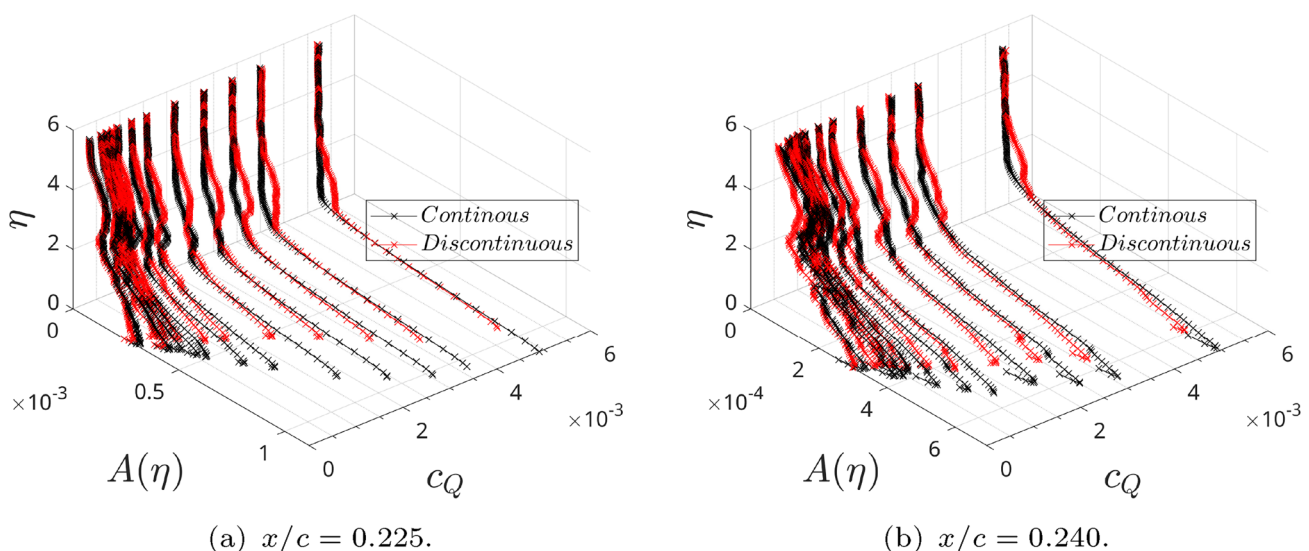 6
4
2
0
η
0
0.5
1
×10⁻³
A(η)
0
2
4
6
×10⁻³
c_Q
Continous
Discontinuous
(a) x/c = 0.225.
6
4
2
0
η
0
2
4
6
×10⁻⁴
A(η)
0
2
4
6
×10⁻³
c_Q
Continous
Discontinuous
(b) x/c = 0.240.